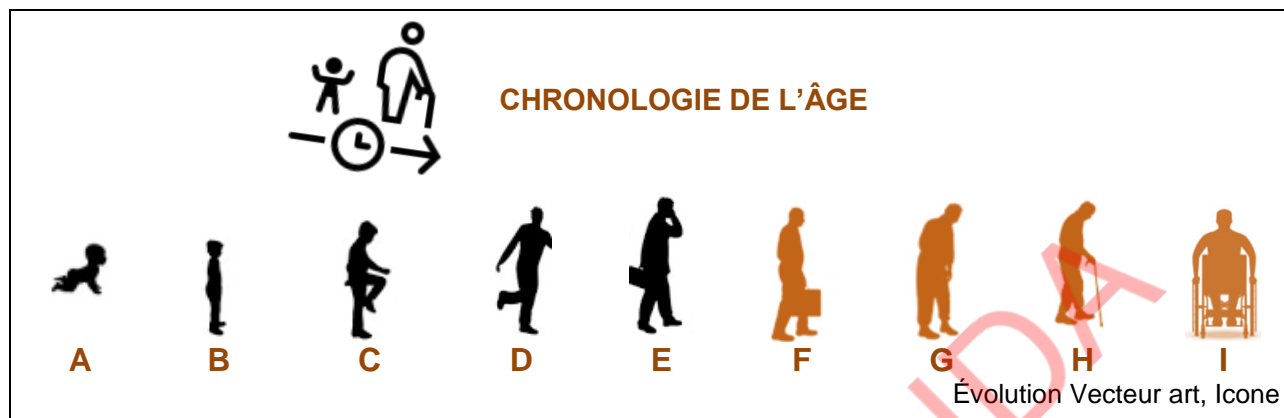 CHRONOLOGIE DE L'ÂGE
A B C D E F G H I
Évolution Vecteur art, Icone